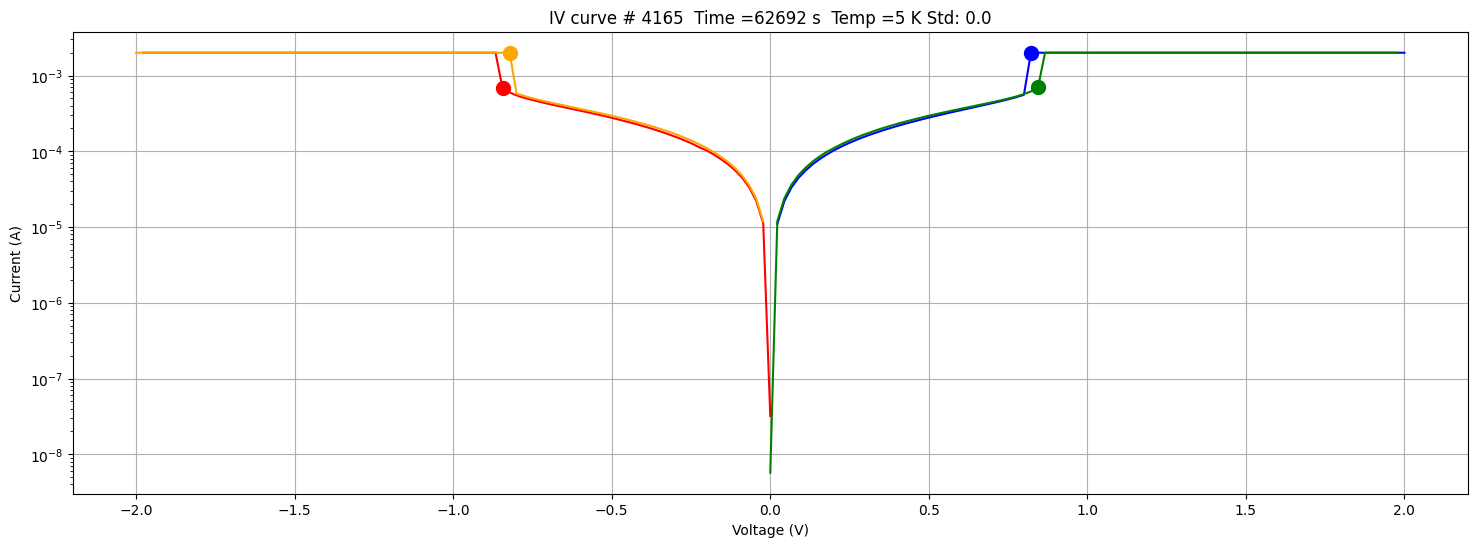 IV curve # 4165  Time =62692 s  Temp =5 K Std: 0.0
Current (A)
10⁻³
10⁻⁴
10⁻⁵
10⁻⁶
10⁻⁷
10⁻⁸
−2.0 −1.5 −1.0 −0.5 0.0 0.5 1.0 1.5 2.0
Voltage (V)